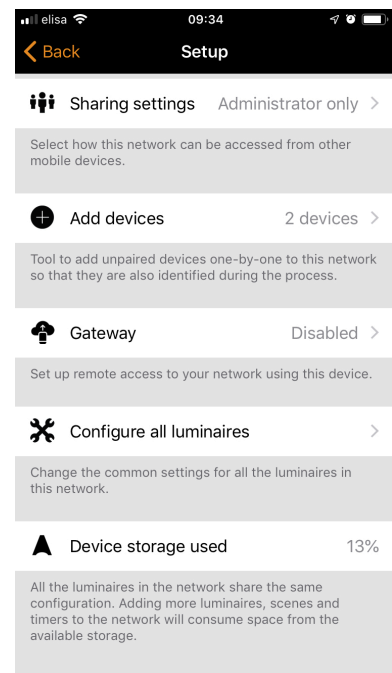 elisa 09:34
Back Setup
Sharing settings Administrator only
Select how this network can be accessed from other
mobile devices.
Add devices 2 devices
Tool to add unpaired devices one-by-one to this network
so that they are also identified during the process.
Gateway Disabled
Set up remote access to your network using this device.
Configure all luminaires
Change the common settings for all the luminaires in
this network.
Device storage used 13%
All the luminaires in the network share the same
configuration. Adding more luminaires, scenes and
timers to the network will consume space from the
available storage.